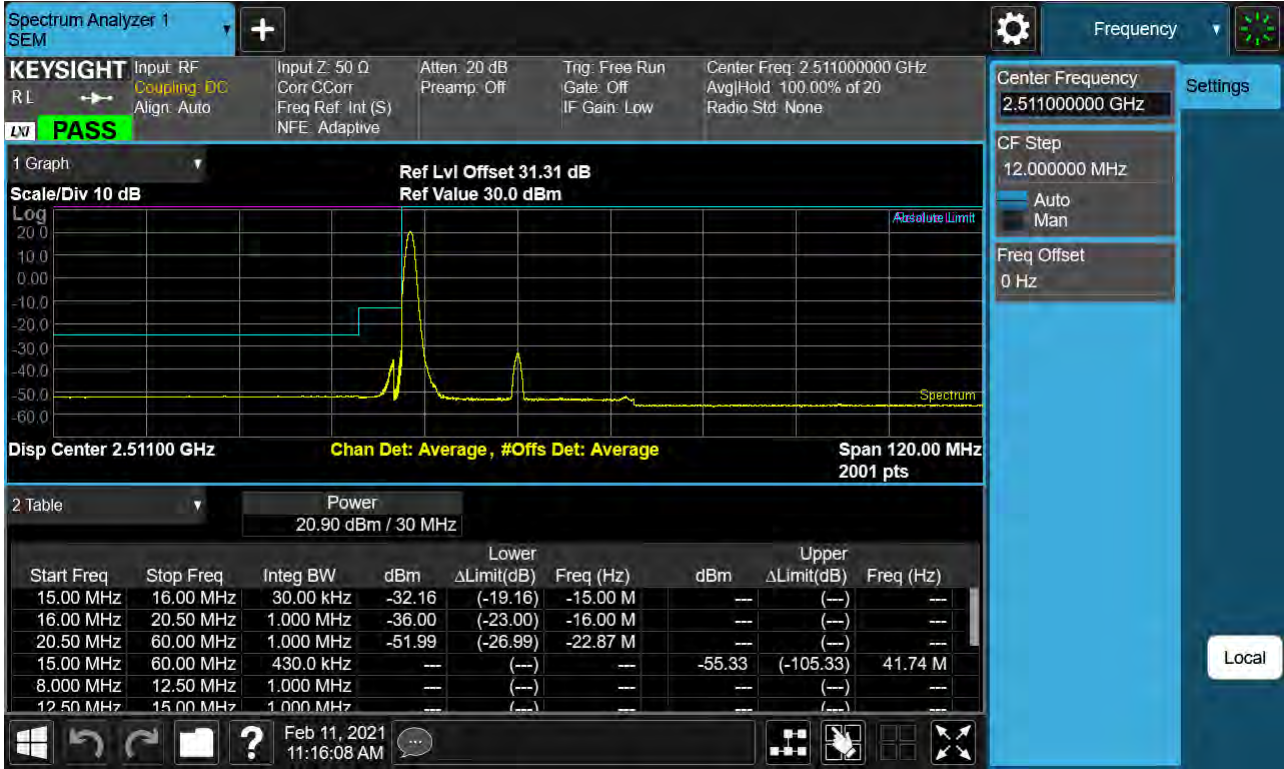 Spectrum Analyzer 1
SEM
+
Frequency
KEYSIGHT
RL
LXI PASS
Input: RF
Coupling: DC
Align: Auto
Input Z: 50 Ω
Corr CCorr
Freq Ref: Int (S)
NFE: Adaptive
Atten: 20 dB
Preamp: Off
Trig: Free Run
Gate: Off
IF Gain: Low
Center Freq: 2.511000000 GHz
Avg|Hold: 100.00% of 20
Radio Std: None
Center Frequency
2.511000000 GHz
Settings
CF Step
12.000000 MHz
Auto
Man
Freq Offset
0 Hz
Local
1 Graph
Scale/Div 10 dB
Ref Lvl Offset 31.31 dB
Ref Value 30.0 dBm
Log
Absolute Limit
20.0
10.0
0.00
-10.0
-20.0
-30.0
-40.0
-50.0
-60.0
Spectrum
Disp Center 2.51100 GHz Chan Det: Average, #Offs Det: Average Span 120.00 MHz
2001 pts
2 Table
Power
20.90 dBm / 30 MHz
Lower Upper
Start Freq Stop Freq Integ BW dBm ΔLimit(dB) Freq (Hz) dBm ΔLimit(dB) Freq (Hz)
15.00 MHz 16.00 MHz 30.00 kHz -32.16 (-19.16) -15.00 M --- (---) ---
16.00 MHz 20.50 MHz 1.000 MHz -36.00 (-23.00) -16.00 M --- (---) ---
20.50 MHz 60.00 MHz 1.000 MHz -51.99 (-26.99) -22.87 M --- (---) ---
15.00 MHz 60.00 MHz 430.0 kHz --- (---) --- -55.33 (-105.33) 41.74 M
8.000 MHz 12.50 MHz 1.000 MHz --- (---) --- --- (---) ---
12.50 MHz 15.00 MHz 1.000 MHz --- (---) --- --- (---) ---
?
Feb 11, 2021
11:16:08 AM